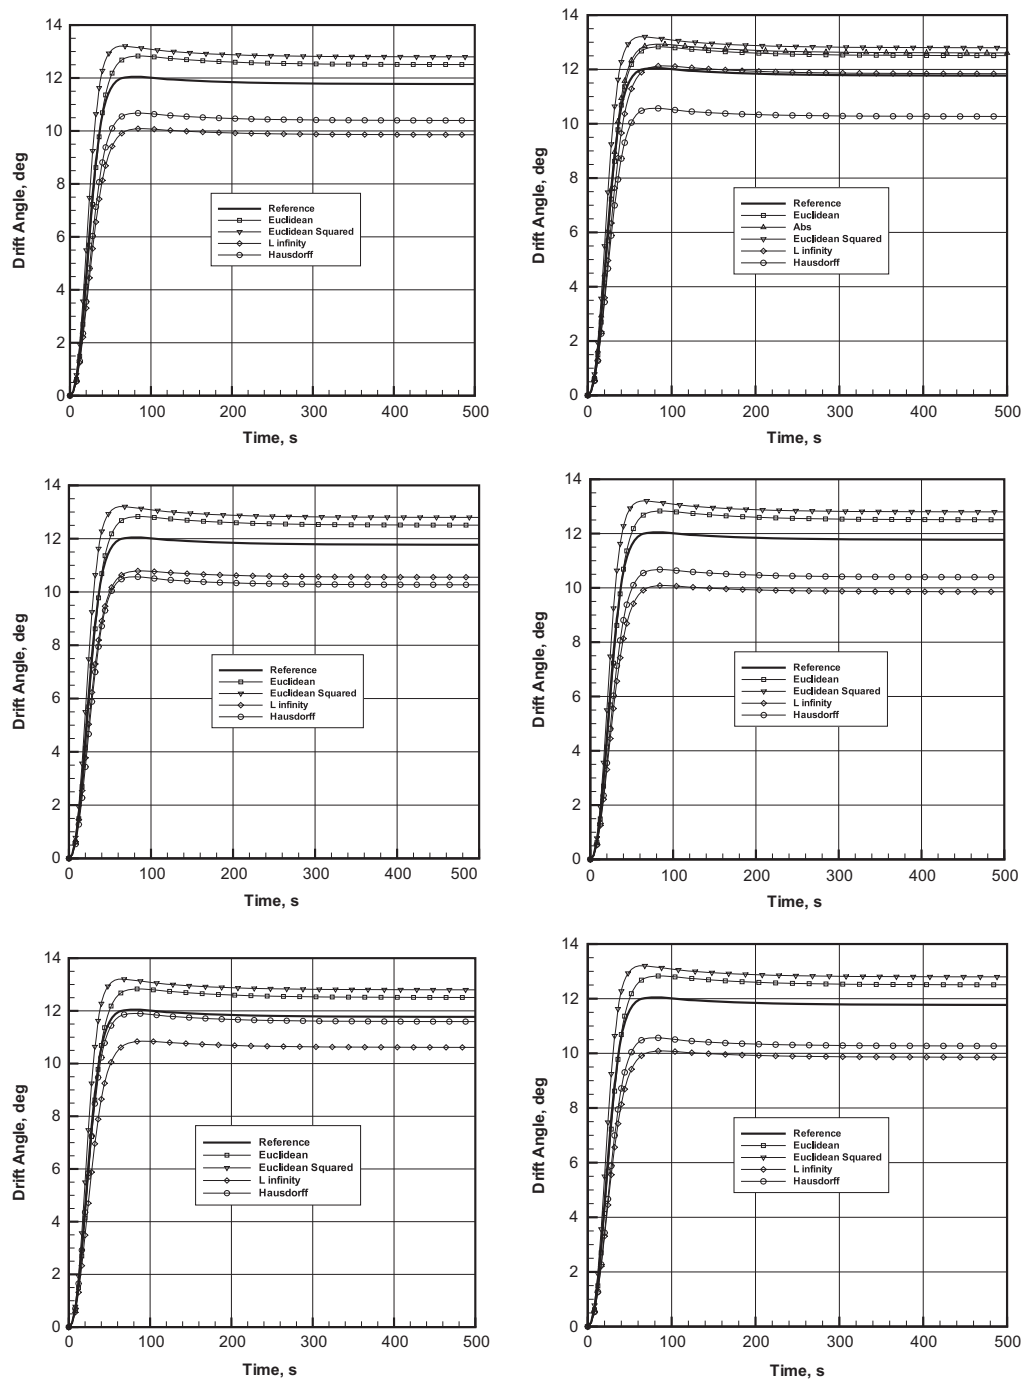 14
12
10
8
6
4
2
0
Drift Angle, deg
Reference
Euclidean
Euclidean Squared
L infinity
Hausdorff
0 100 200 300 400 500
Time, s
14
12
10
8
6
4
2
0
Drift Angle, deg
Reference
Euclidean
Abs
Euclidean Squared
L infinity
Hausdorff
0 100 200 300 400 500
Time, s
14
12
10
8
6
4
2
0
Drift Angle, deg
Reference
Euclidean
Euclidean Squared
L infinity
Hausdorff
0 100 200 300 400 500
Time, s
14
12
10
8
6
4
2
0
Drift Angle, deg
Reference
Euclidean
Euclidean Squared
L infinity
Hausdorff
0 100 200 300 400 500
Time, s
14
12
10
8
6
4
2
0
Drift Angle, deg
Reference
Euclidean
Euclidean Squared
L infinity
Hausdorff
0 100 200 300 400 500
Time, s
14
12
10
8
6
4
2
0
Drift Angle, deg
Reference
Euclidean
Euclidean Squared
L infinity
Hausdorff
0 100 200 300 400 500
Time, s